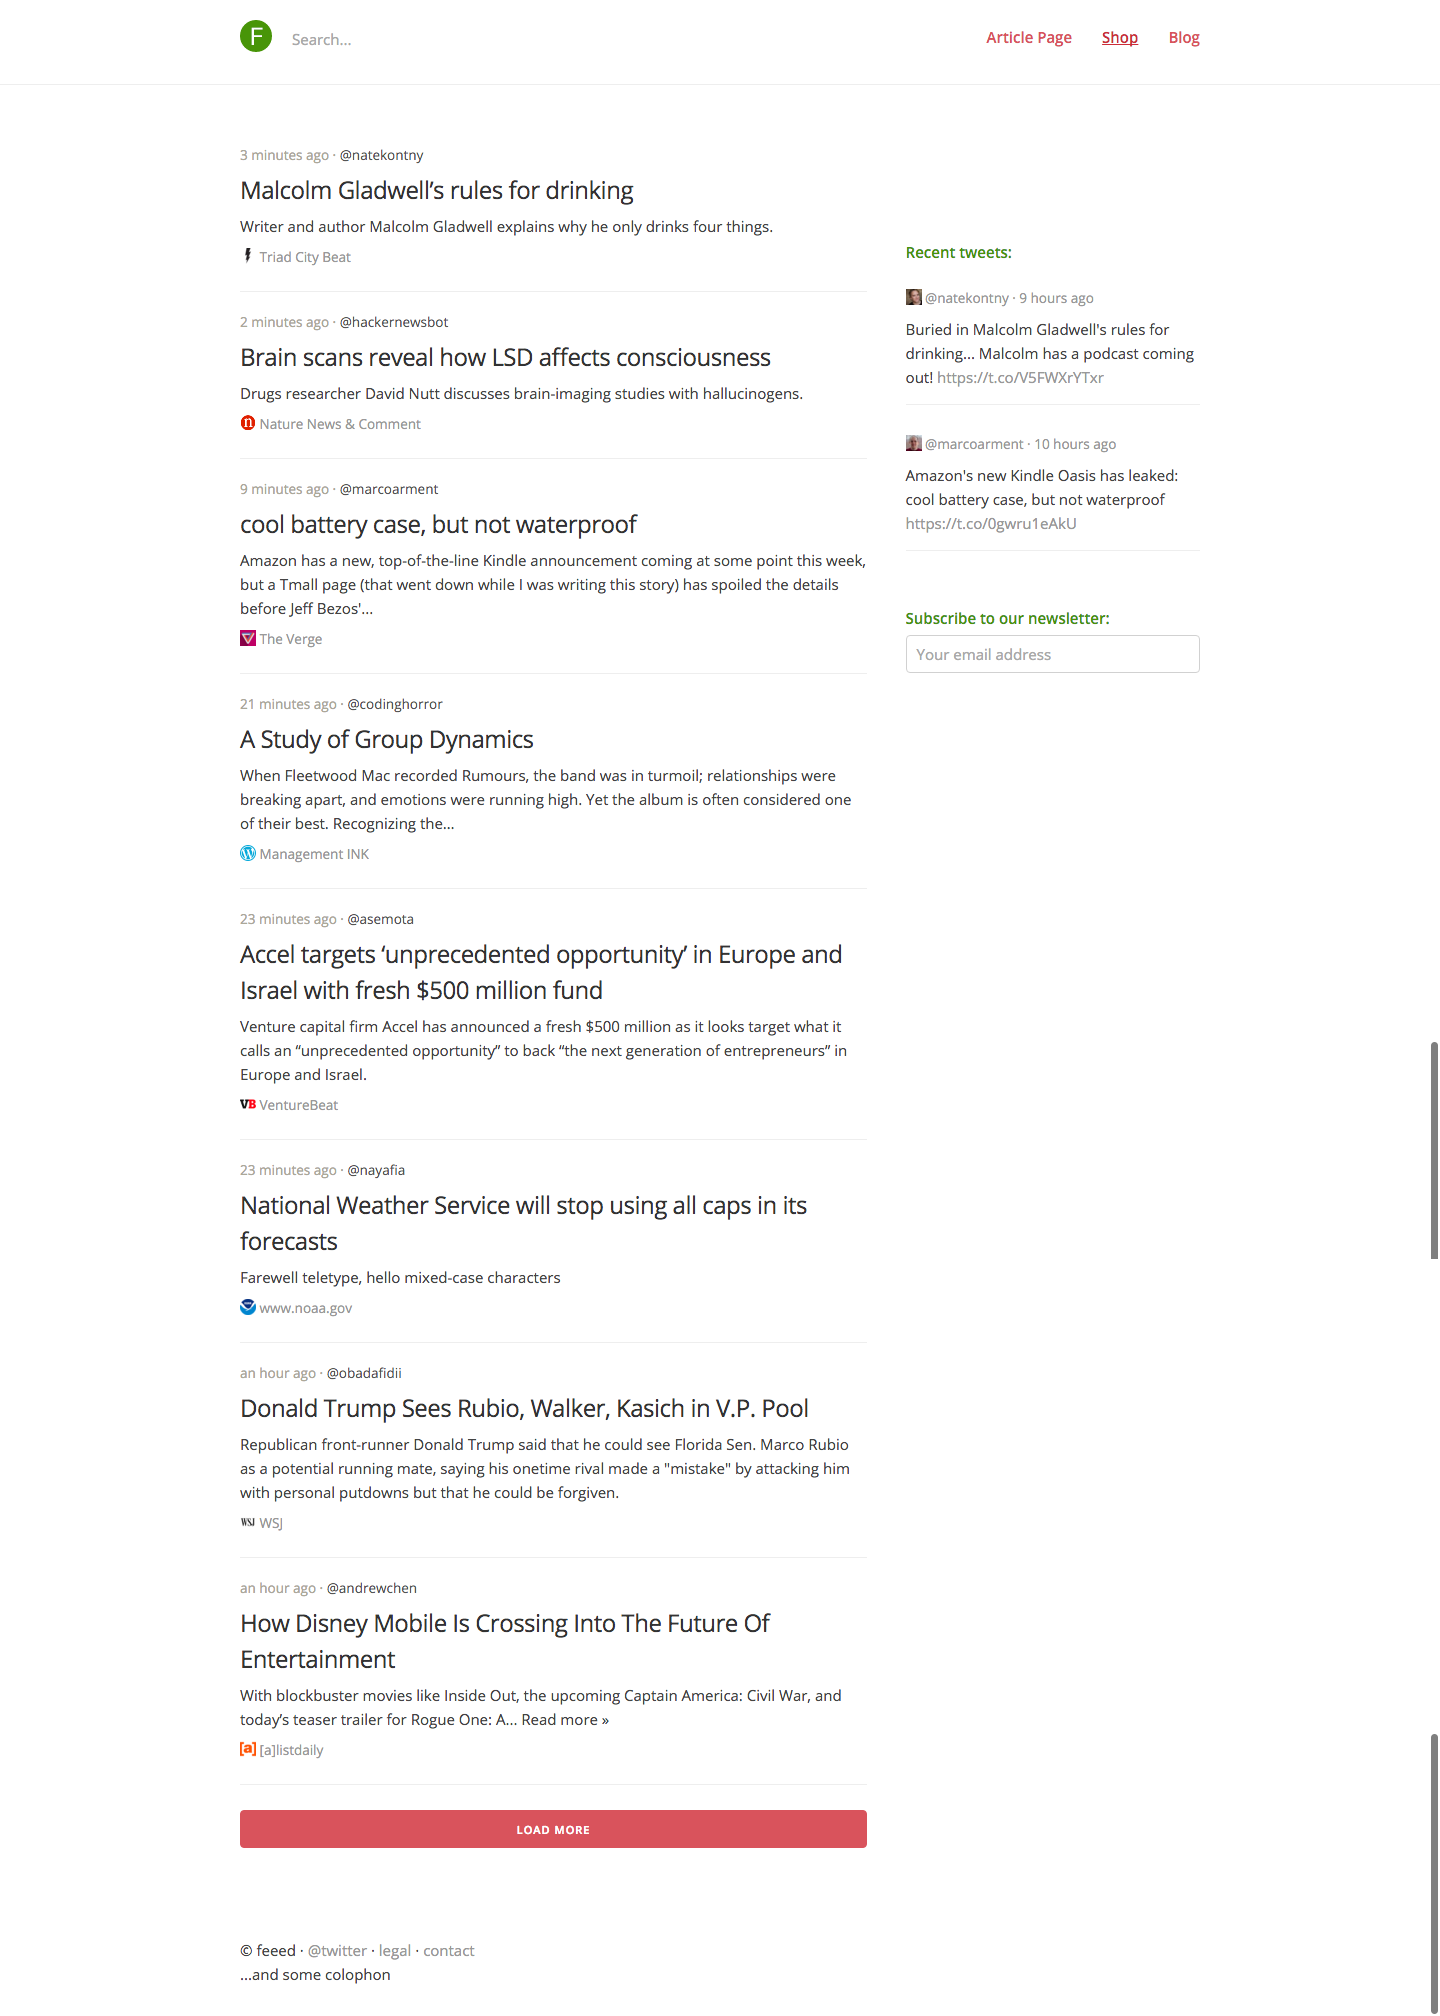 F
Search...
Article Page
Shop
Blog
3 minutes ago · @natekontny
Malcolm Gladwell’s rules for drinking
Writer and author Malcolm Gladwell explains why he only drinks four things.
Triad City Beat
2 minutes ago · @hackernewsbot
Brain scans reveal how LSD affects consciousness
Drugs researcher David Nutt discusses brain-imaging studies with hallucinogens.
n Nature News & Comment
9 minutes ago · @marcoarment
cool battery case, but not waterproof
Amazon has a new, top-of-the-line Kindle announcement coming at some point this week,
but a Tmall page (that went down while I was writing this story) has spoiled the details
before Jeff Bezos'...
The Verge
21 minutes ago · @codinghorror
A Study of Group Dynamics
When Fleetwood Mac recorded Rumours, the band was in turmoil; relationships were
breaking apart, and emotions were running high. Yet the album is often considered one
of their best. Recognizing the...
Management INK
23 minutes ago · @asemota
Accel targets ‘unprecedented opportunity’ in Europe and
Israel with fresh $500 million fund
Venture capital firm Accel has announced a fresh $500 million as it looks target what it
calls an “unprecedented opportunity” to back “the next generation of entrepreneurs” in
Europe and Israel.
VB VentureBeat
23 minutes ago · @nayafia
National Weather Service will stop using all caps in its
forecasts
Farewell teletype, hello mixed-case characters
www.noaa.gov
an hour ago · @obadafidii
Donald Trump Sees Rubio, Walker, Kasich in V.P. Pool
Republican front-runner Donald Trump said that he could see Florida Sen. Marco Rubio
as a potential running mate, saying his onetime rival made a "mistake" by attacking him
with personal putdowns but that he could be forgiven.
WSJ WSJ
an hour ago · @andrewchen
How Disney Mobile Is Crossing Into The Future Of
Entertainment
With blockbuster movies like Inside Out, the upcoming Captain America: Civil War, and
today’s teaser trailer for Rogue One: A... Read more »
[a] [a]listdaily
LOAD MORE
Recent tweets:
@natekontny · 9 hours ago
Buried in Malcolm Gladwell's rules for
drinking... Malcolm has a podcast coming
out! https://t.co/V5FWXrYTxr
@marcoarment · 10 hours ago
Amazon's new Kindle Oasis has leaked:
cool battery case, but not waterproof
https://t.co/0gwru1eAkU
Subscribe to our newsletter:
Your email address
© feeed · @twitter · legal · contact
...and some colophon